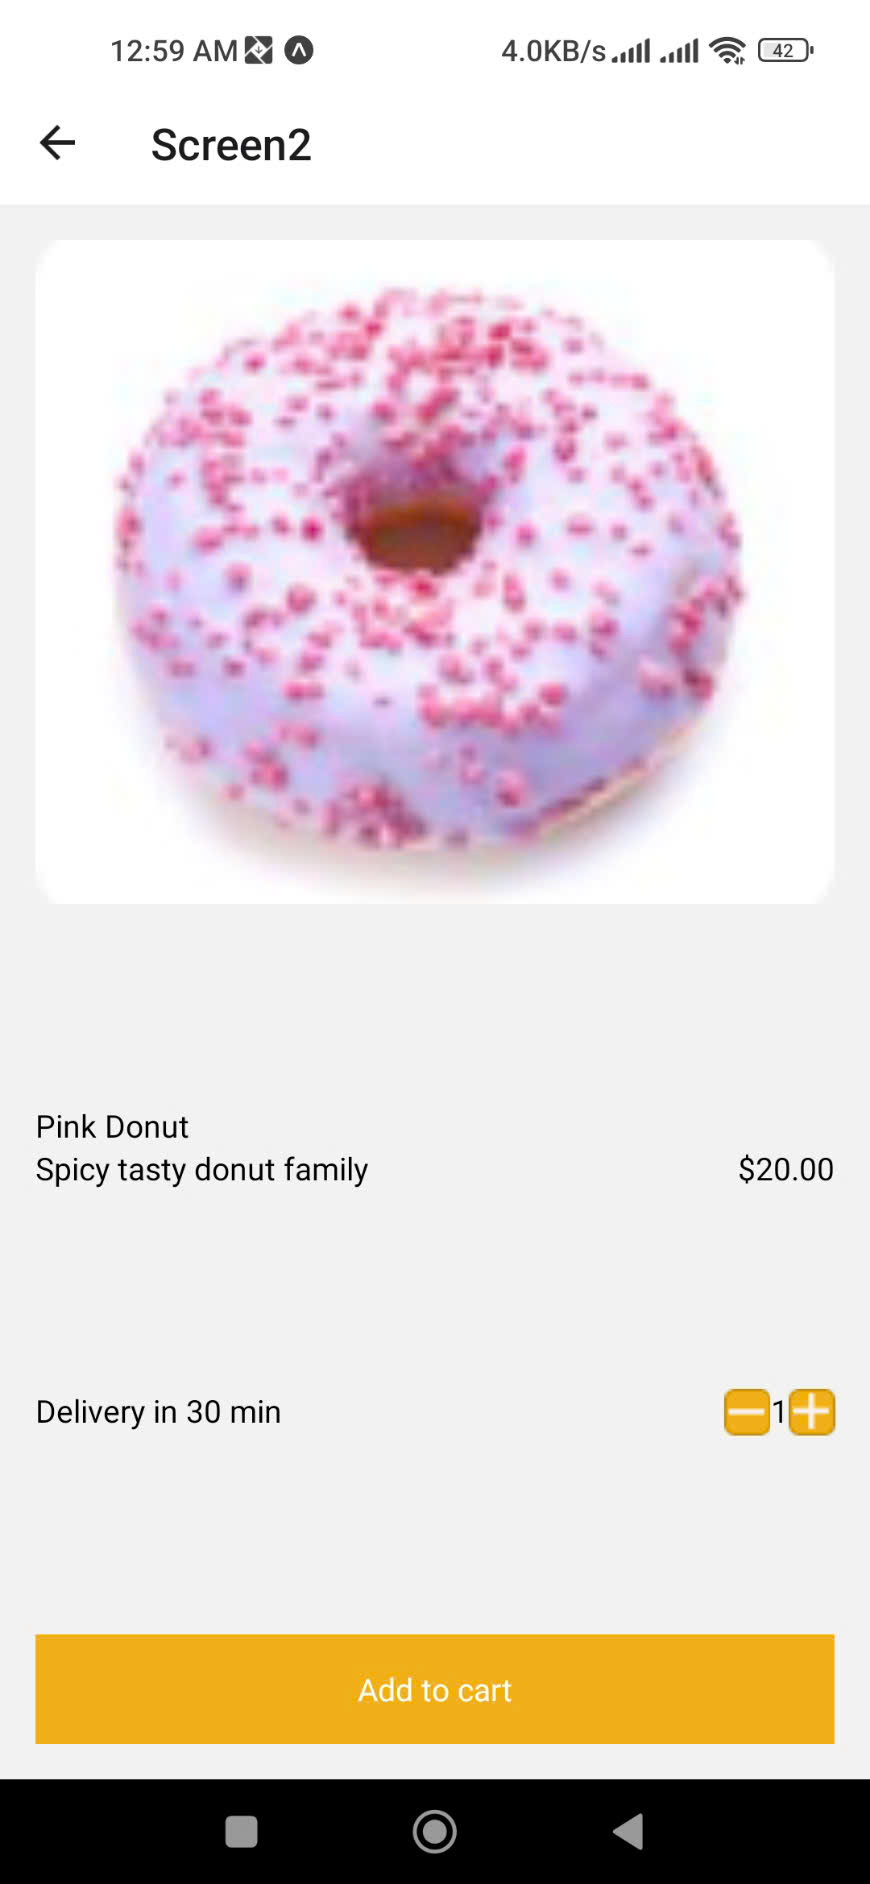 12:59 AM 4.0KB/s 42
Screen2
Pink Donut
Spicy tasty donut family $20.00
Delivery in 30 min 1
Add to cart